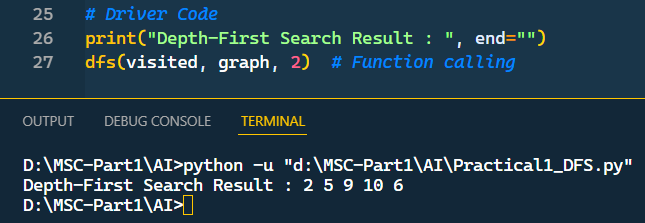 25 # Driver Code
26 print("Depth-First Search Result : ", end="")
27 dfs(visited, graph, 2) # Function calling
OUTPUT DEBUG CONSOLE TERMINAL
D:\MSC-Part1\AI>python -u "d:\MSC-Part1\AI\Practical1_DFS.py"
Depth-First Search Result : 2 5 9 10 6
D:\MSC-Part1\AI>